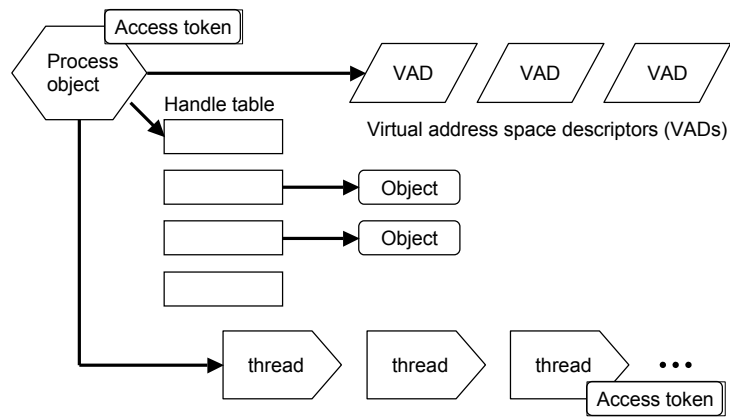 Access token
Process
object
VAD
VAD
VAD
Handle table
Virtual address space descriptors (VADs)
Object
Object
thread
thread
thread
•••
Access token